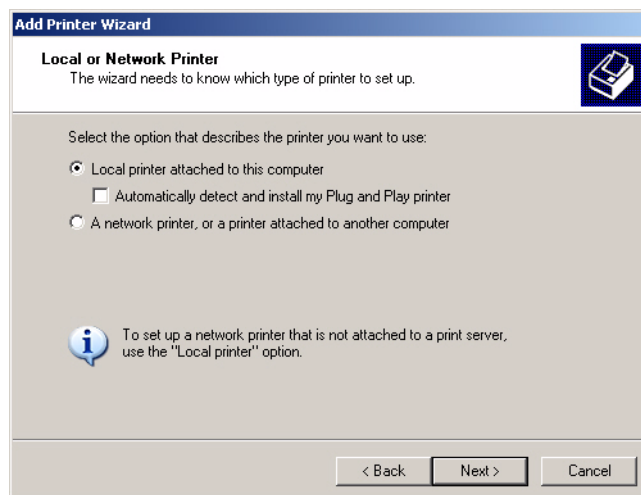 Add Printer Wizard
Local or Network Printer
The wizard needs to know which type of printer to set up.
Select the option that describes the printer you want to use:
Local printer attached to this computer
Automatically detect and install my Plug and Play printer
A network printer, or a printer attached to another computer
To set up a network printer that is not attached to a print server,
use the "Local printer" option.
< Back Next > Cancel